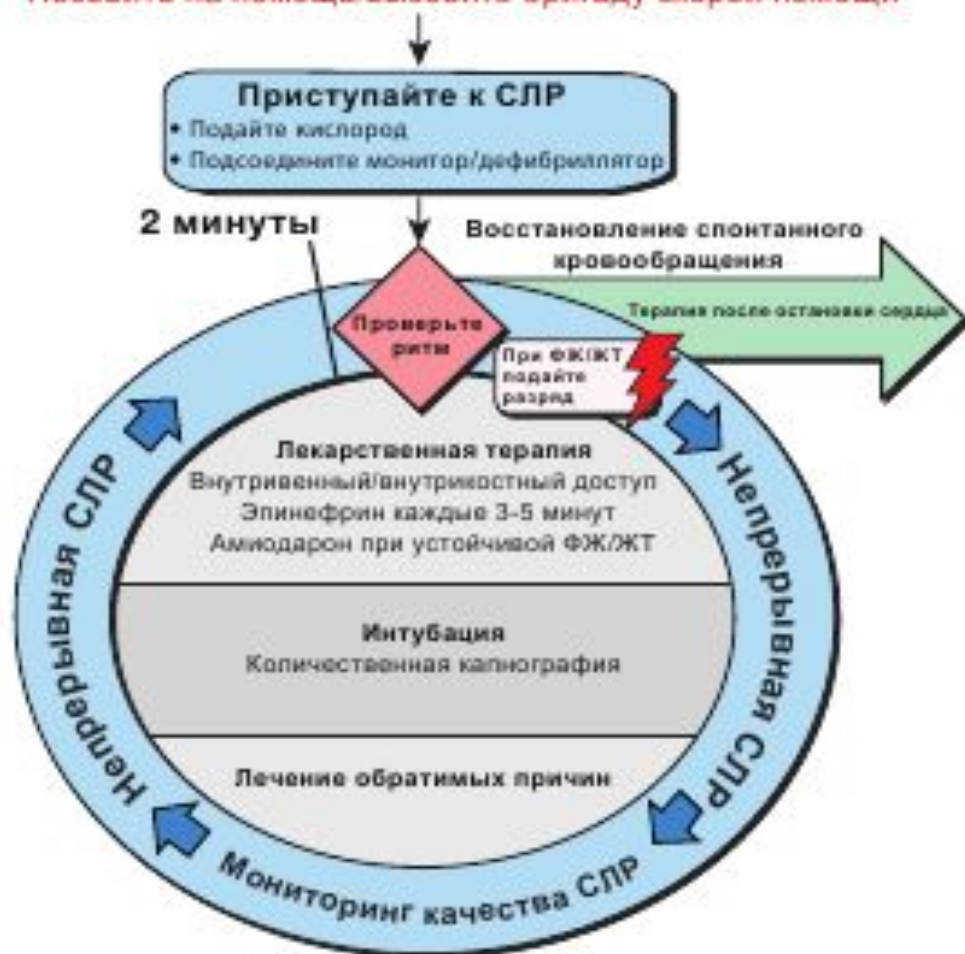 Приступайте к СЛР
• Подайте кислород
• Подсоедините монитор/дефибриллятор
2 минуты
Восстановление спонтанного
кровообращения
Терапия после остановки сердца
Проверьте
ритм
При ФЖ/ЖТ
подайте
разряд
Лекарственная терапия
Внутривенный/внутрикостный доступ
Эпинефрин каждые 3-5 минут
Амиодарон при устойчивой ФЖ/ЖТ
Интубация
Количественная капнография
Лечение обратимых причин
Непрерывная СЛР
Непрерывная СЛР
Мониторинг качества СЛР